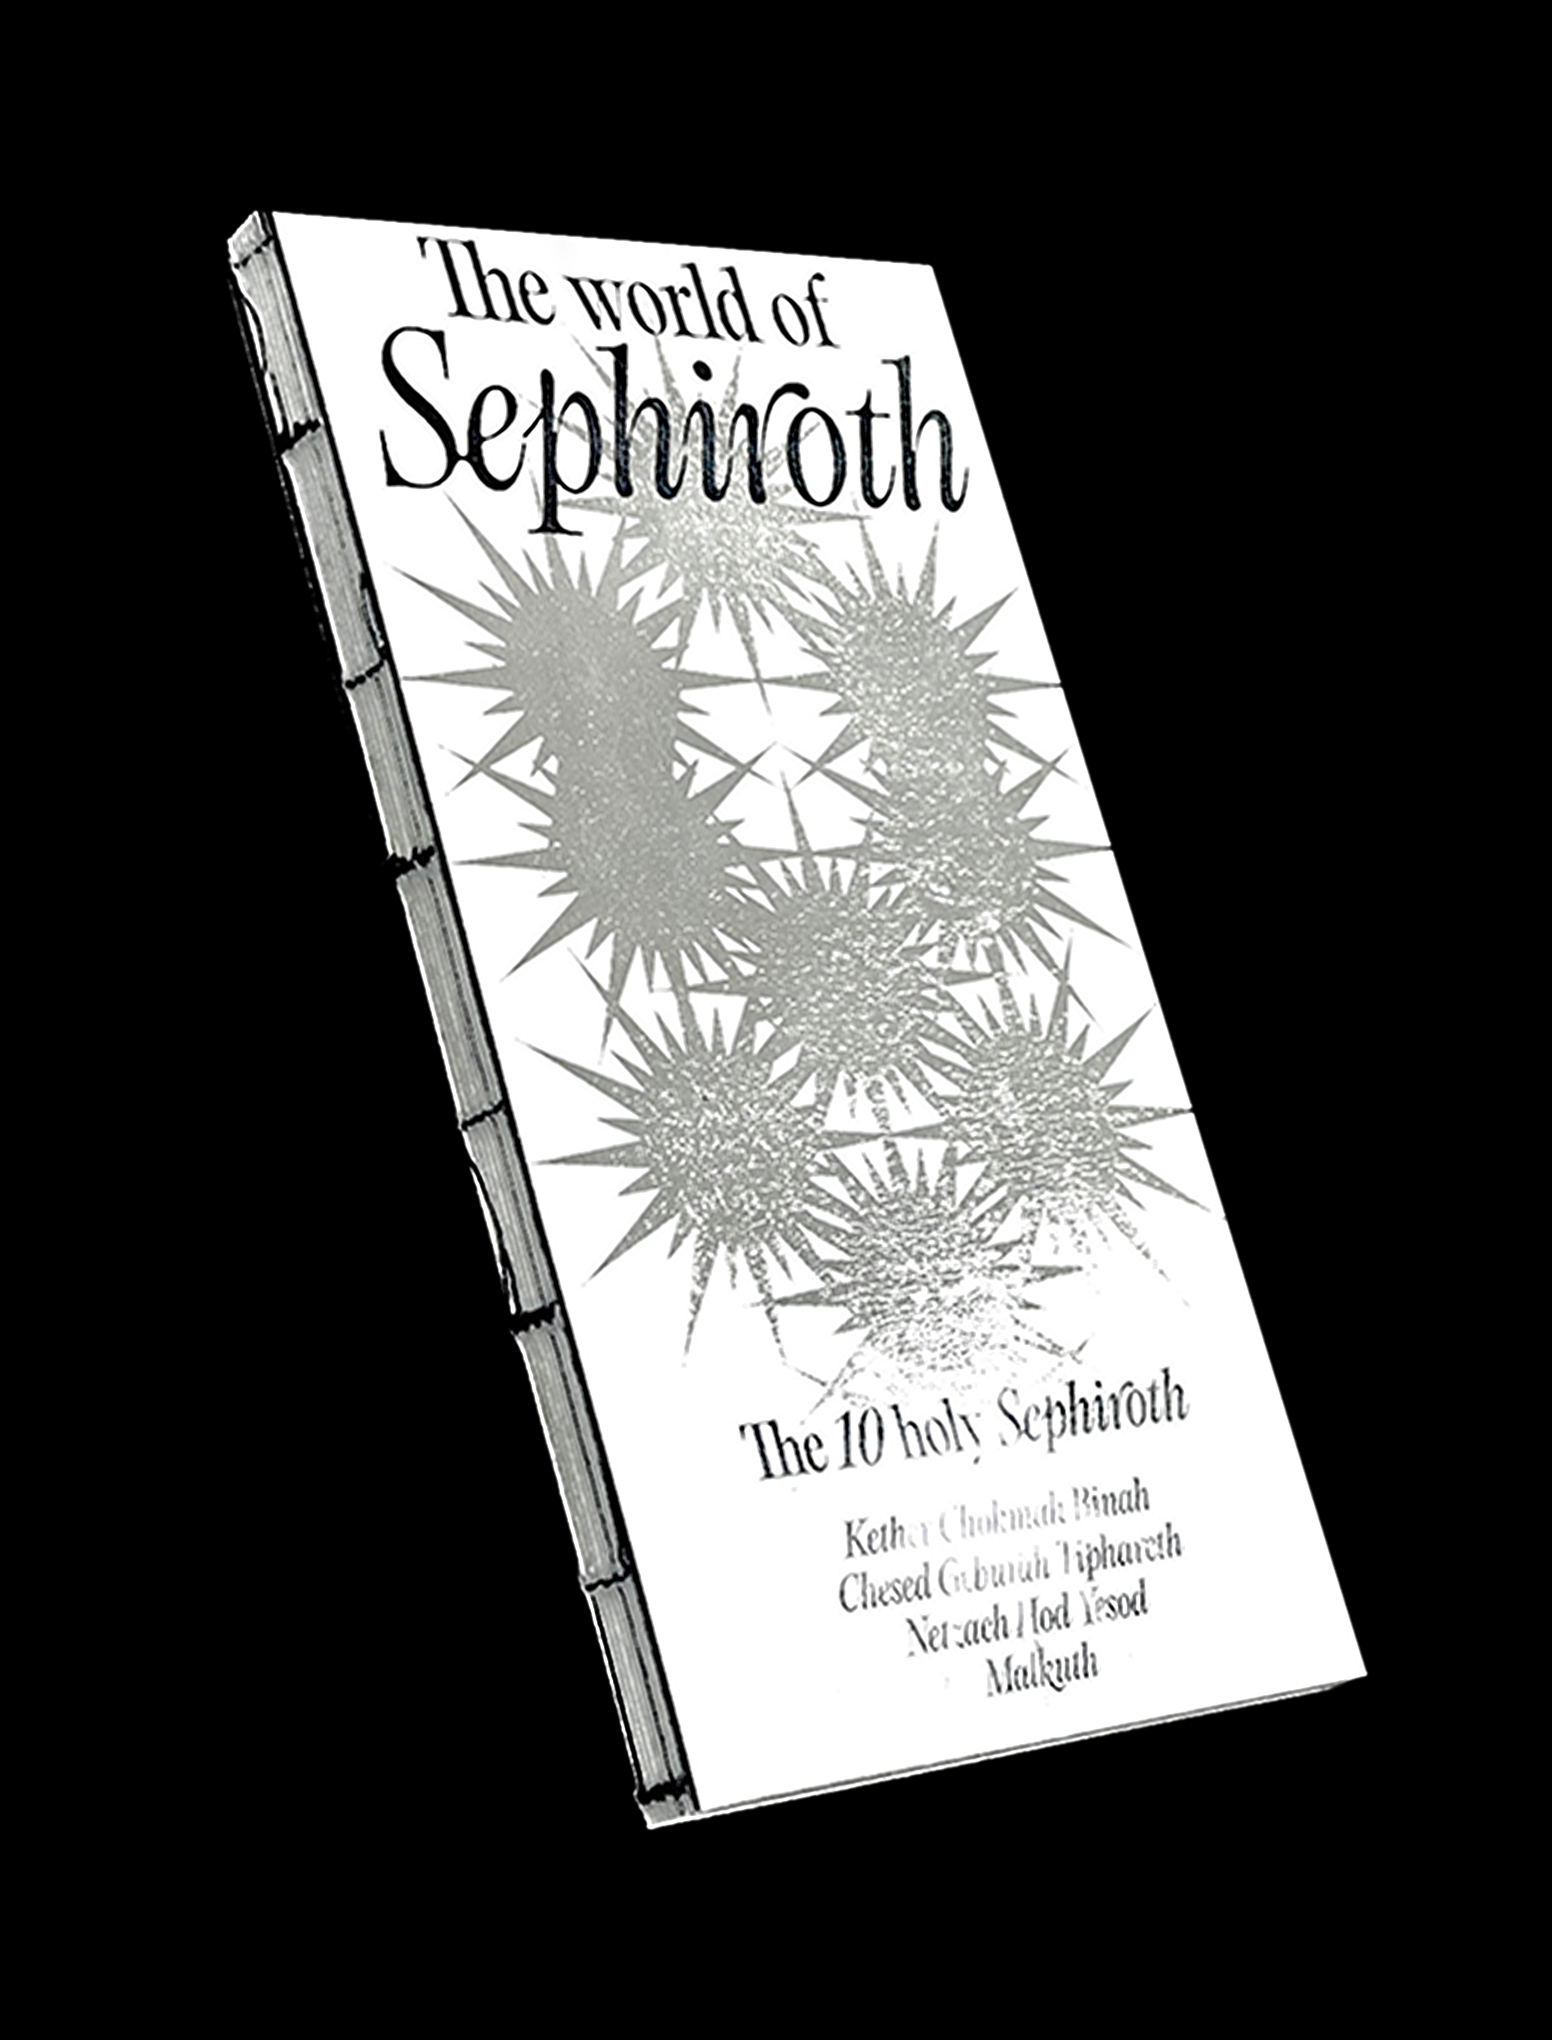 The world of
Sephiroth
The 10 holy Sephiroth
Kether Chokmah Binah
Chesed Geburah Tiphareth
Netzach Hod Yesod
Malkuth